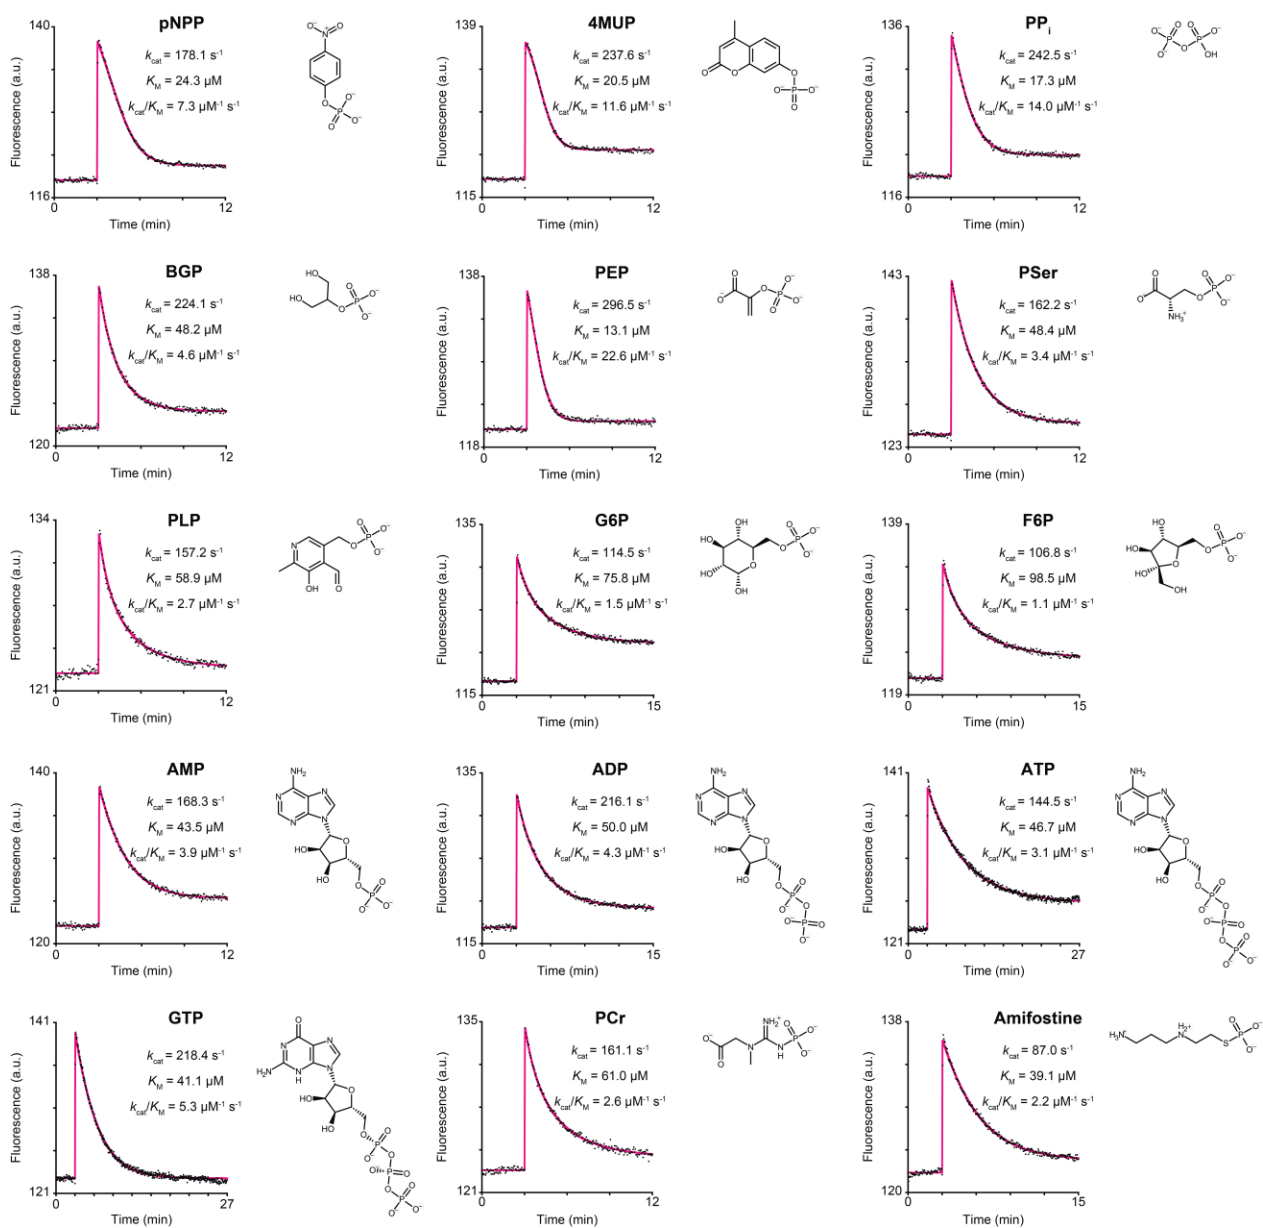 pNPP
140
116
0
12
Fluorescence (a.u.)
Time (min)
kcat = 178.1 s-1
KM = 24.3 µM
kcat/KM = 7.3 µM-1 s-1
4MUP
139
115
0
12
Fluorescence (a.u.)
Time (min)
kcat = 237.6 s-1
KM = 20.5 µM
kcat/KM = 11.6 µM-1 s-1
PPi
136
116
0
12
Fluorescence (a.u.)
Time (min)
kcat = 242.5 s-1
KM = 17.3 µM
kcat/KM = 14.0 µM-1 s-1
BGP
138
120
0
12
Fluorescence (a.u.)
Time (min)
kcat = 224.1 s-1
KM = 48.2 µM
kcat/KM = 4.6 µM-1 s-1
PEP
138
118
0
12
Fluorescence (a.u.)
Time (min)
kcat = 296.5 s-1
KM = 13.1 µM
kcat/KM = 22.6 µM-1 s-1
PSer
143
123
0
12
Fluorescence (a.u.)
Time (min)
kcat = 162.2 s-1
KM = 48.4 µM
kcat/KM = 3.4 µM-1 s-1
PLP
134
121
0
12
Fluorescence (a.u.)
Time (min)
kcat = 157.2 s-1
KM = 58.9 µM
kcat/KM = 2.7 µM-1 s-1
G6P
135
115
0
15
Fluorescence (a.u.)
Time (min)
kcat = 114.5 s-1
KM = 75.8 µM
kcat/KM = 1.5 µM-1 s-1
F6P
139
119
0
15
Fluorescence (a.u.)
Time (min)
kcat = 106.8 s-1
KM = 98.5 µM
kcat/KM = 1.1 µM-1 s-1
AMP
140
120
0
12
Fluorescence (a.u.)
Time (min)
kcat = 168.3 s-1
KM = 43.5 µM
kcat/KM = 3.9 µM-1 s-1
ADP
135
115
0
15
Fluorescence (a.u.)
Time (min)
kcat = 216.1 s-1
KM = 50.0 µM
kcat/KM = 4.3 µM-1 s-1
ATP
141
121
0
27
Fluorescence (a.u.)
Time (min)
kcat = 144.5 s-1
KM = 46.7 µM
kcat/KM = 3.1 µM-1 s-1
GTP
141
121
0
27
Fluorescence (a.u.)
Time (min)
kcat = 218.4 s-1
KM = 41.1 µM
kcat/KM = 5.3 µM-1 s-1
PCr
135
121
0
12
Fluorescence (a.u.)
Time (min)
kcat = 161.1 s-1
KM = 61.0 µM
kcat/KM = 2.6 µM-1 s-1
Amifostine
138
120
0
15
Fluorescence (a.u.)
Time (min)
kcat = 87.0 s-1
KM = 39.1 µM
kcat/KM = 2.2 µM-1 s-1